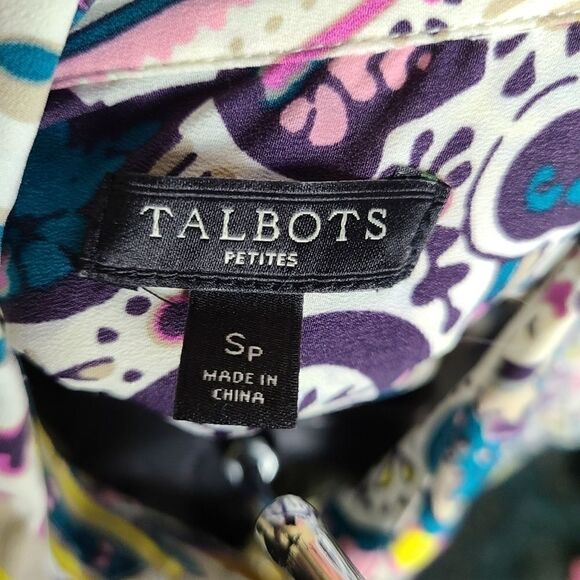 TALBOTS
PETITES
SP
MADE IN
CHINA